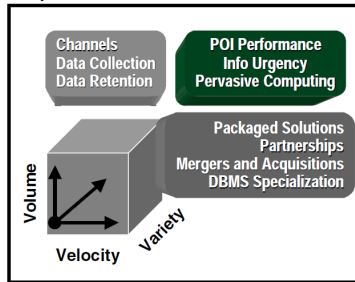 Channels
Data Collection
Data Retention
POI Performance
Info Urgency
Pervasive Computing
Packaged Solutions
Partnerships
Mergers and Acquisitions
DBMS Specialization
Volume
Velocity
Variety